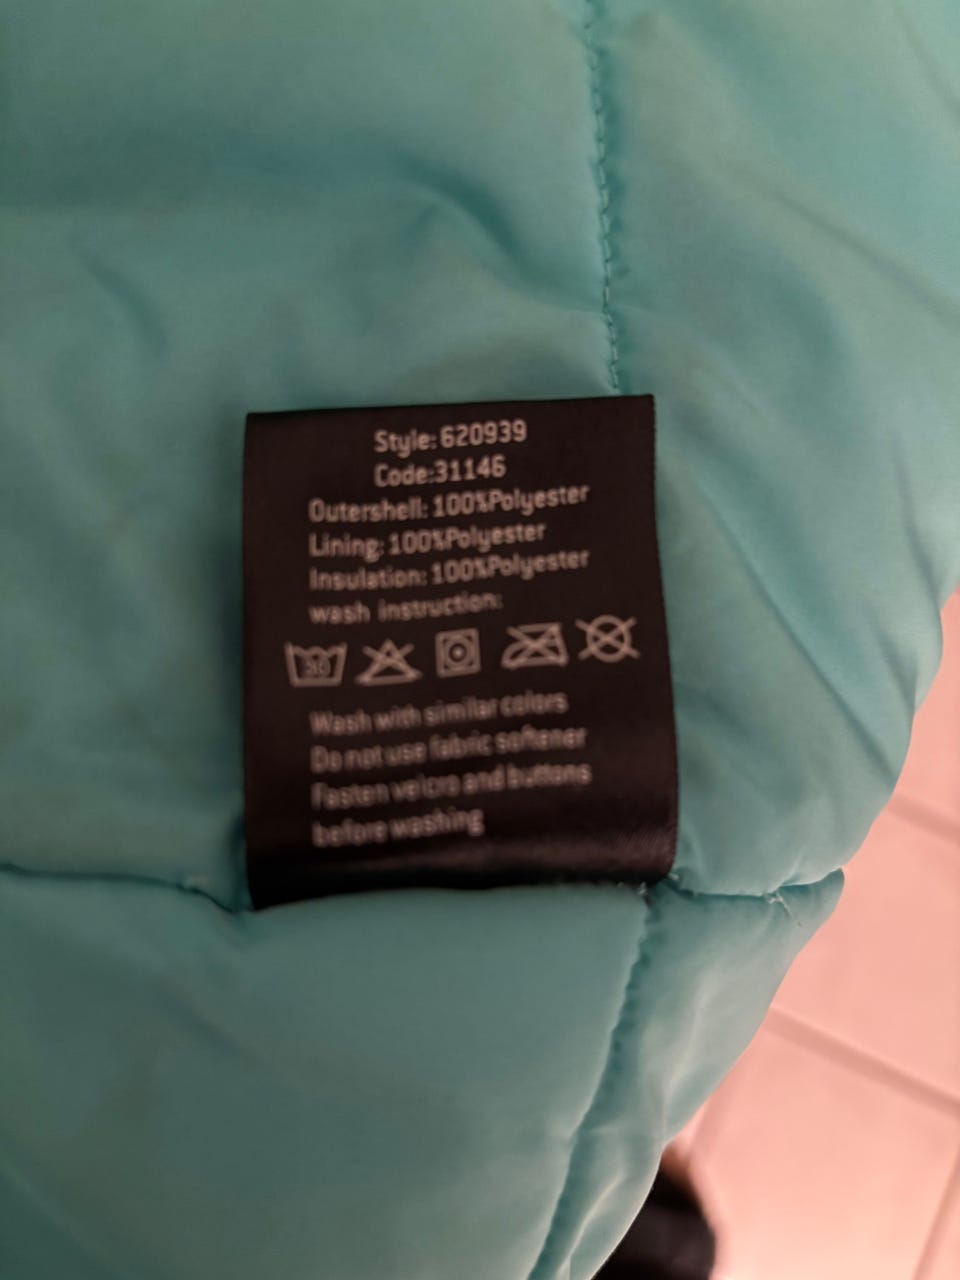 Style: 620939
Code:31146
Outershell: 100%Polyester
Lining: 100%Polyester
Insulation: 100%Polyester
wash instruction:
30
Wash with similar colors
Do not use fabric softener
Fasten velcro and buttons
before washing